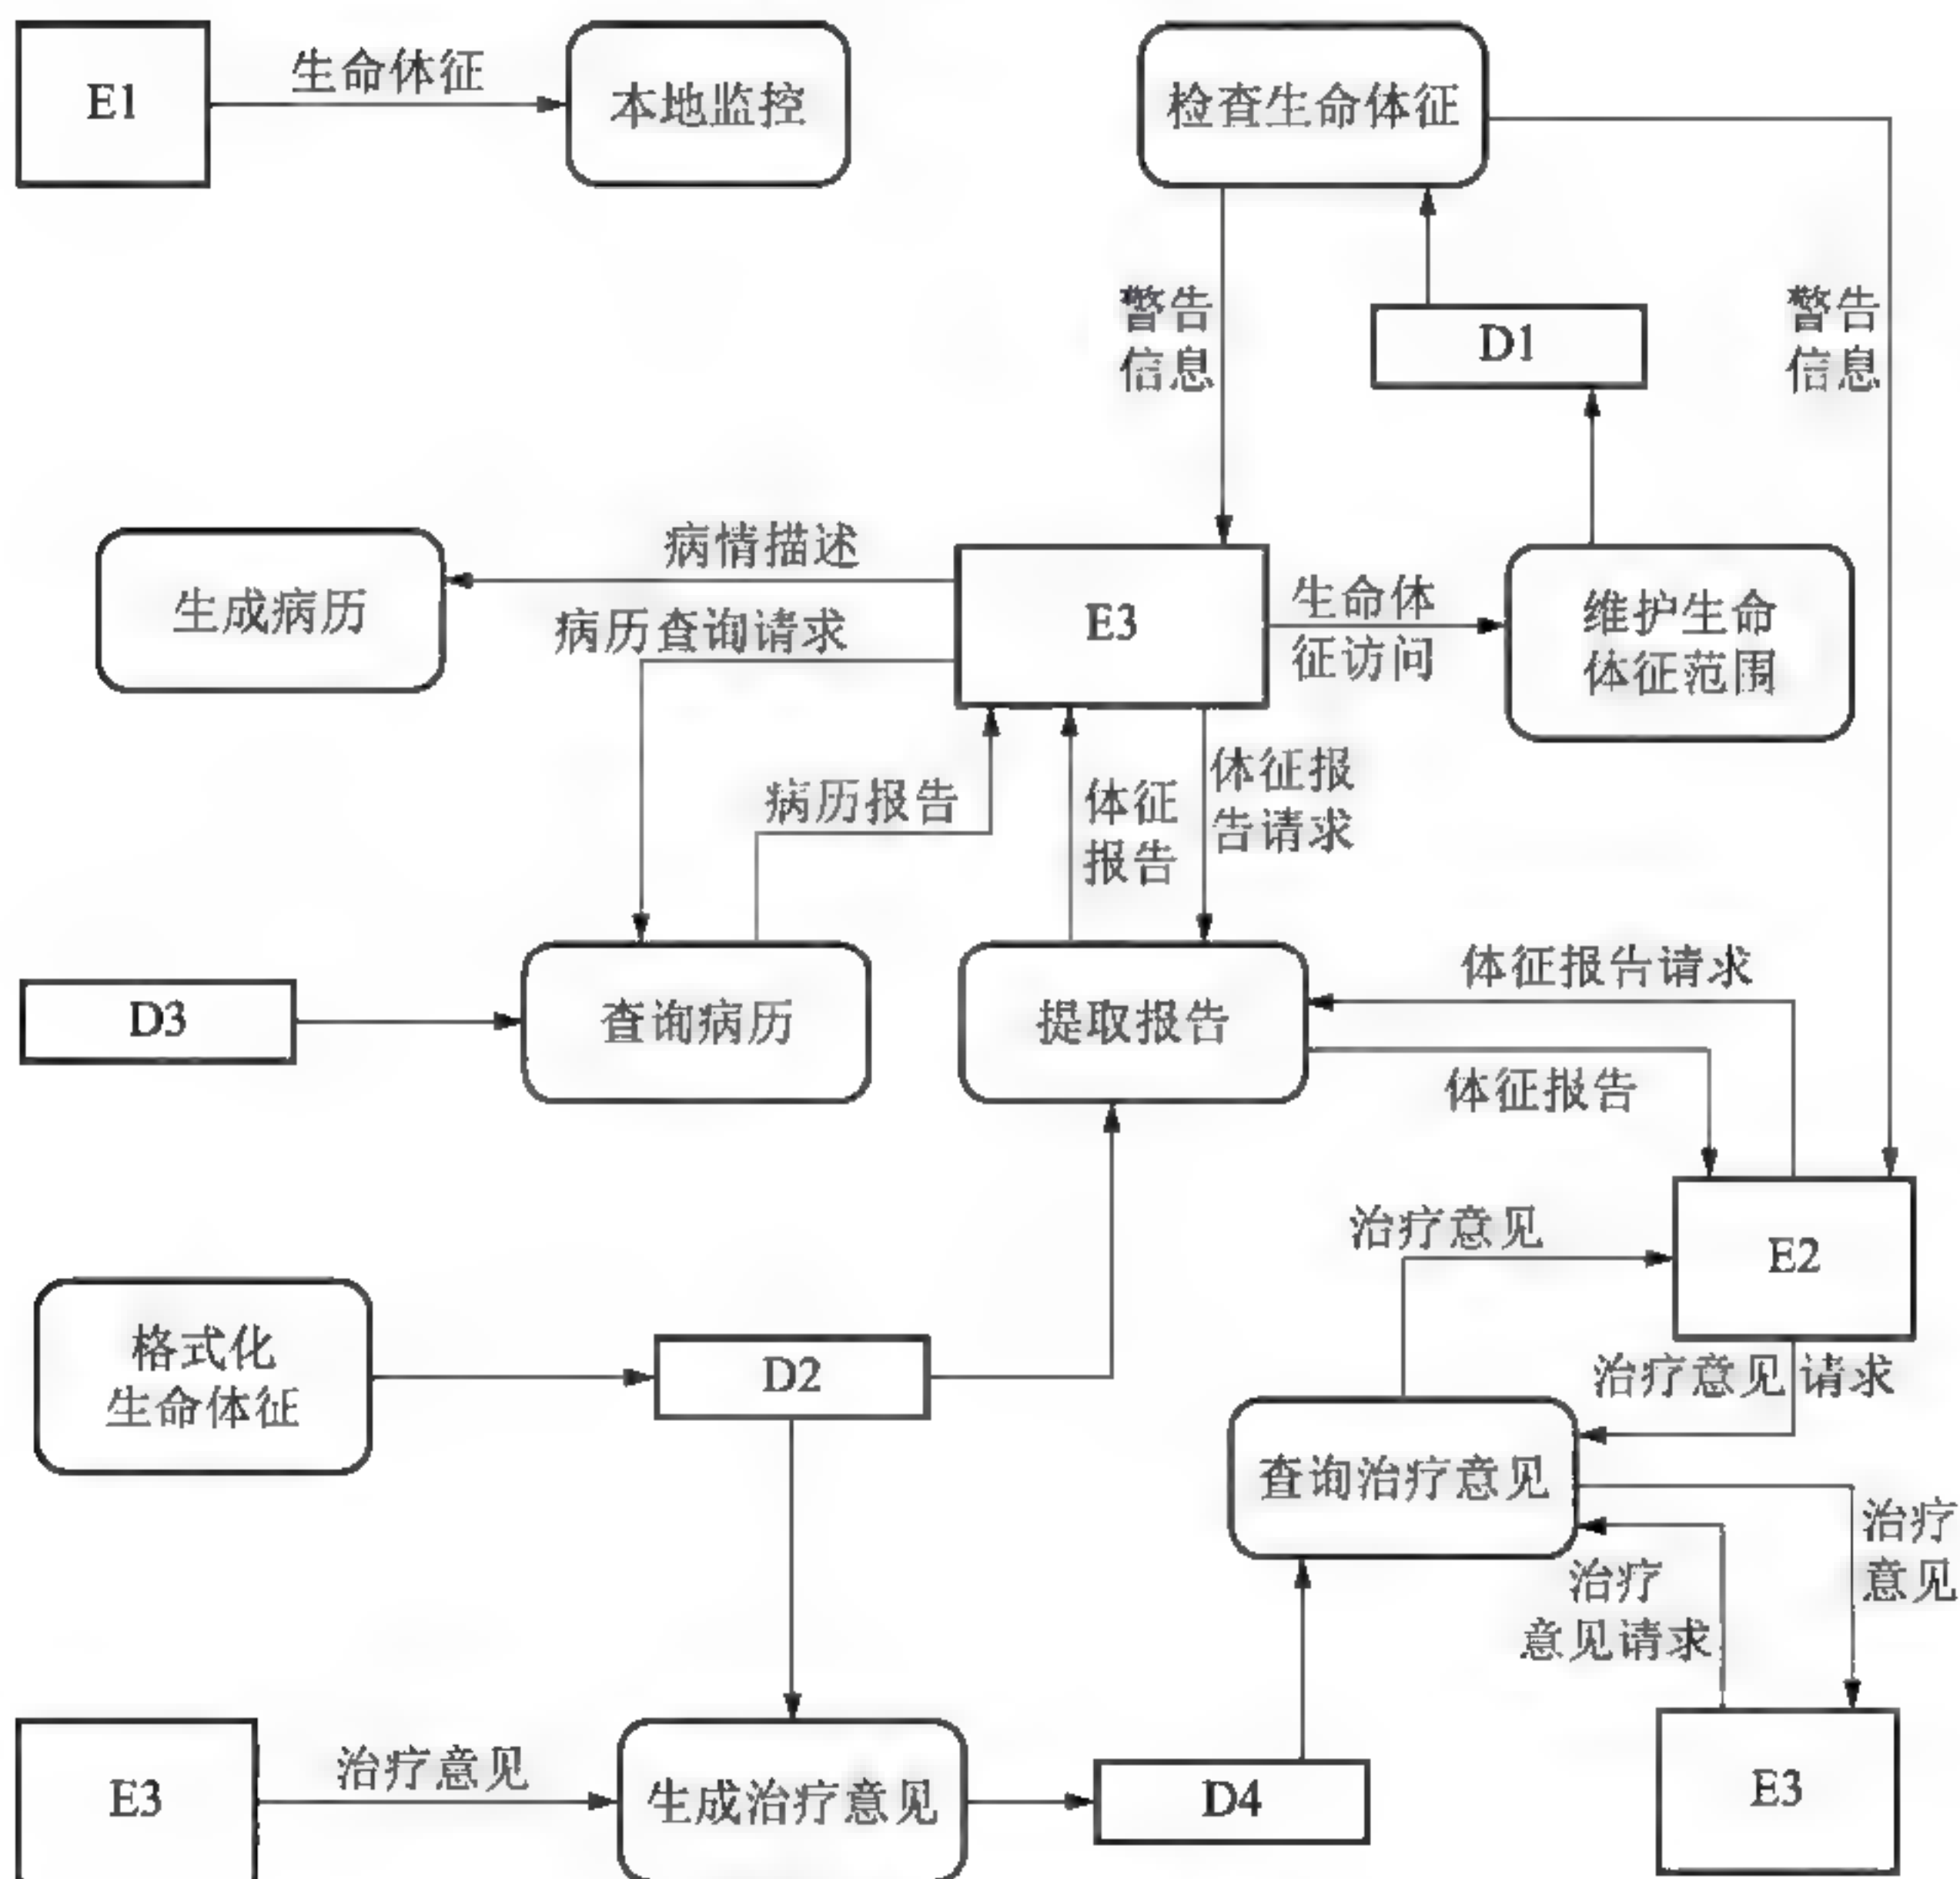 E1
生命体征
本地监控
检查生命体征
警告
信息
D1
警告
信息
生成病历
病情描述
病历查询请求
E3
生命体
征访问
维护生命
体征范围
病历报告
体征
报告
体征报
告请求
D3
查询病历
提取报告
体征报告请求
体征报告
治疗意见
E2
格式化
生命体征
D2
治疗意见请求
查询治疗意见
治疗
意见
治疗
意见请求
E3
治疗意见
生成治疗意见
D4
E3